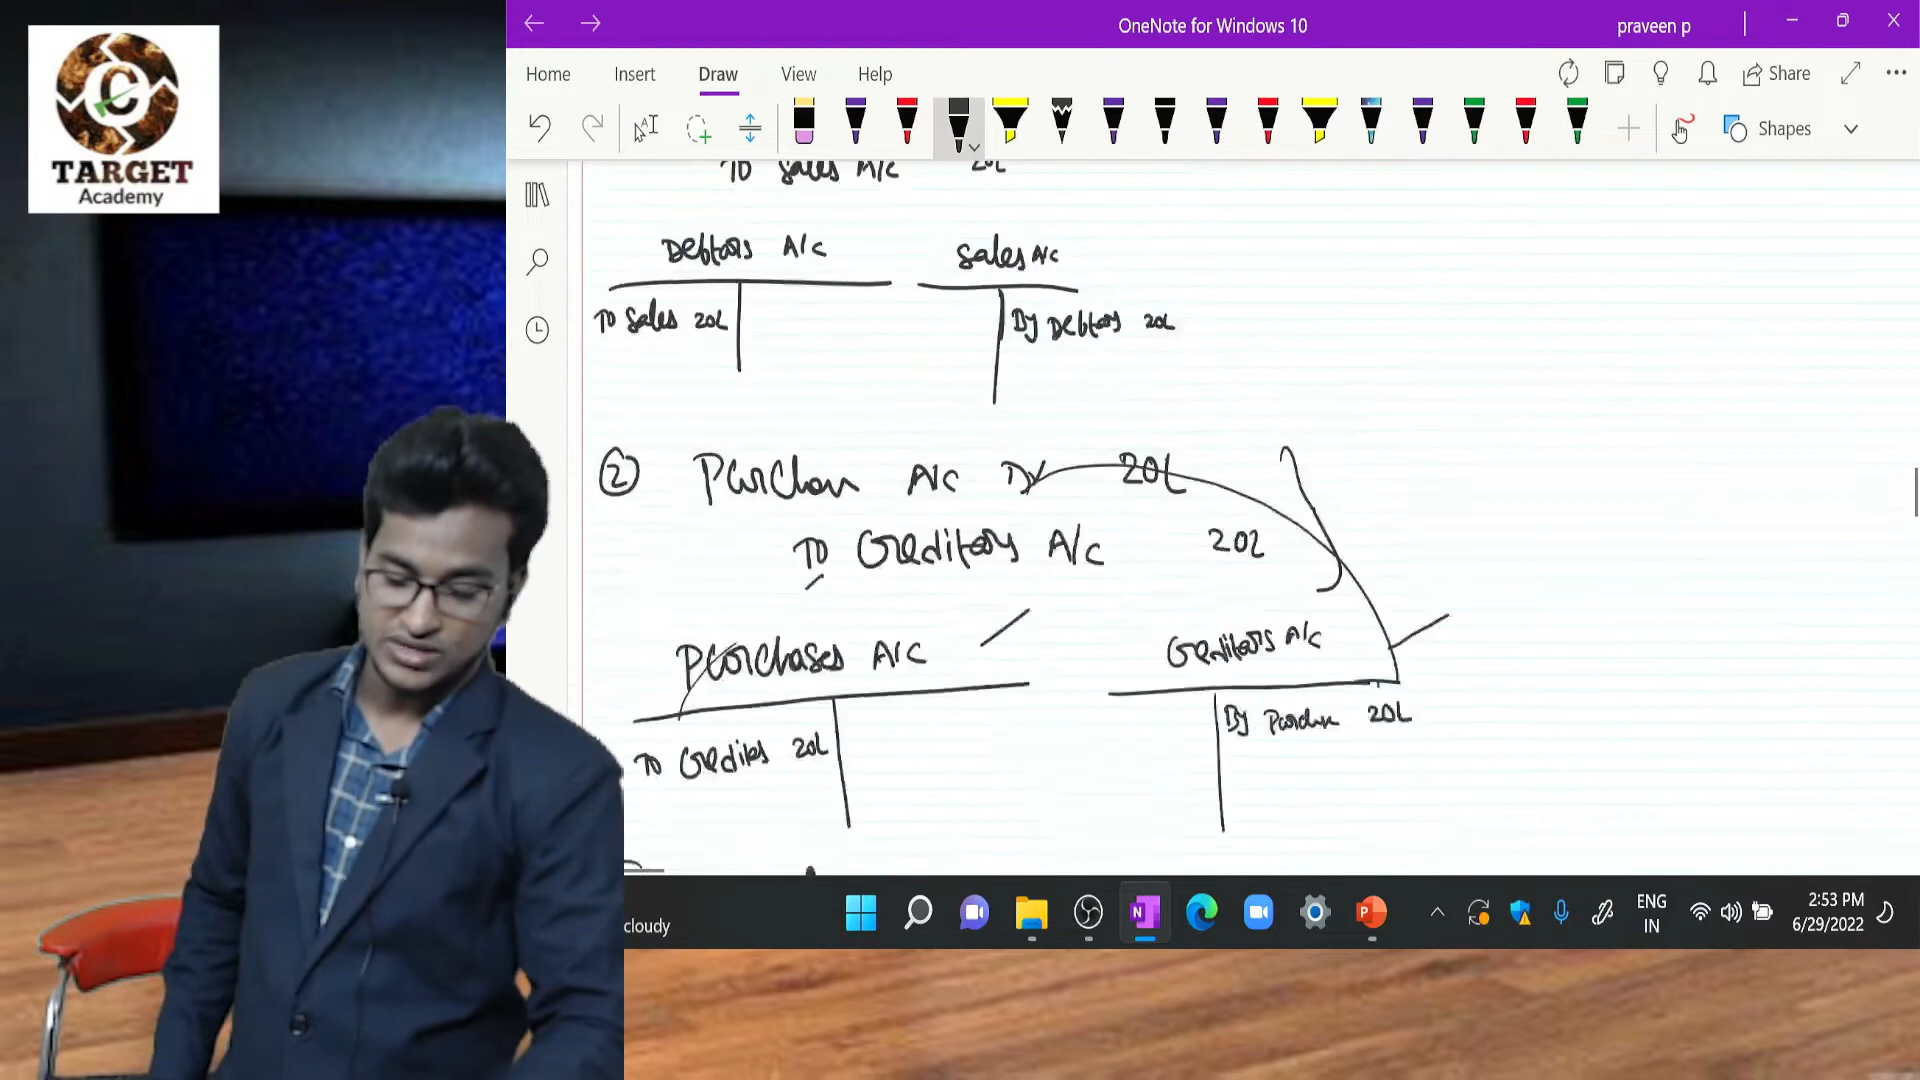 TARGET
Academy
OneNote for Windows 10
praveen p
Home
Insert
Draw
View
Help
Share
Shapes
To Sales A/c 20L
Debtors A/c
Sales A/c
To Sales 20L
By Debtors 20L
② Purchase A/c Dr 20L
To Creditors A/c 20L
Purchases A/c
Creditors A/c
By Purchase 20L
To Creditors 20L
cloudy
N
P
ENG
IN
2:53 PM
6/29/2022